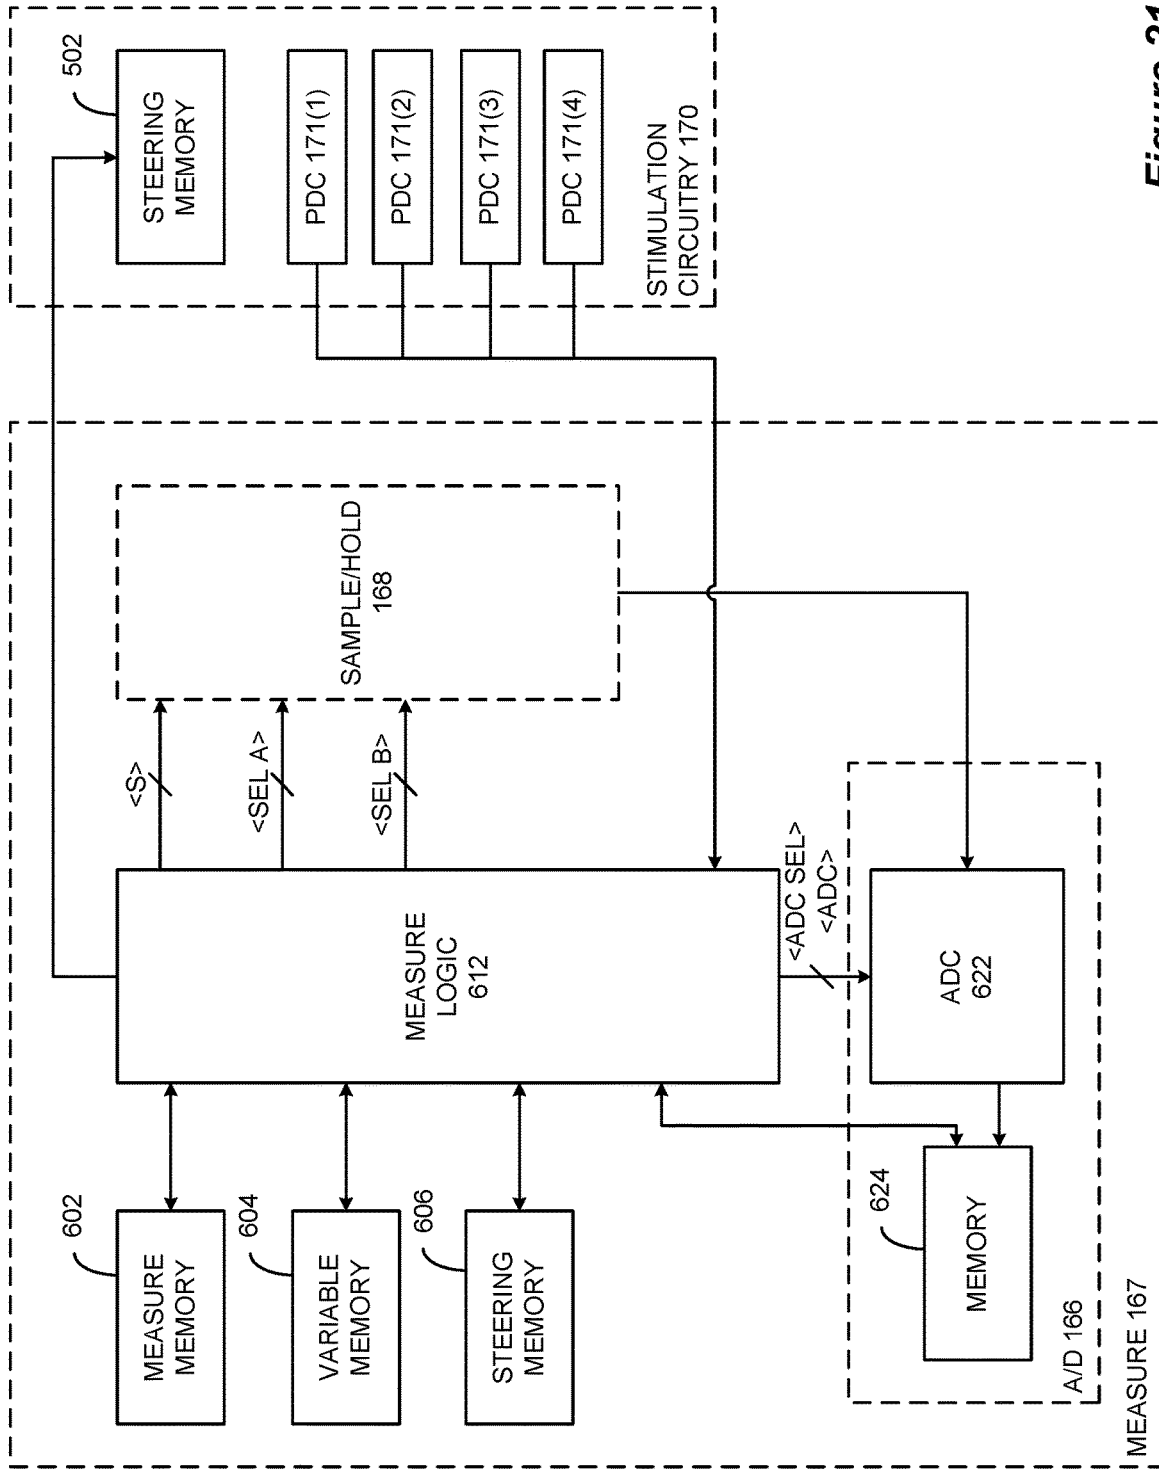 602
MEASURE
MEMORY
604
VARIABLE
MEMORY
606
STEERING
MEMORY
MEASURE
LOGIC
612
<S>
<SEL A>
<SEL B>
SAMPLE/HOLD
168
502
STEERING
MEMORY
PDC 171(1)
PDC 171(2)
PDC 171(3)
PDC 171(4)
STIMULATION
CIRCUITRY 170
<ADC SEL>
<ADC>
624
MEMORY
ADC
622
A/D 166
MEASURE 167
Figure 21